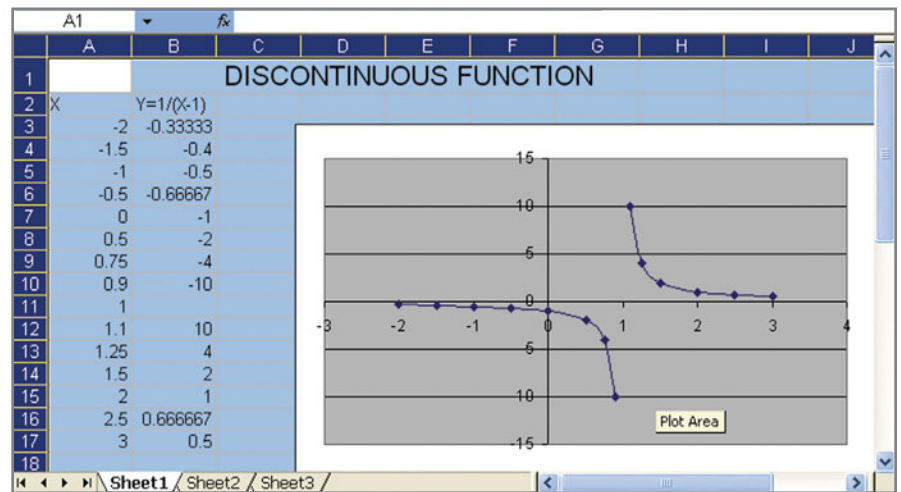 A1 fx
A B C D E F G H I J
1 DISCONTINUOUS FUNCTION
2 X Y=1/(X-1)
3 -2 -0.33333
4 -1.5 -0.4
5 -1 -0.5
6 -0.5 -0.66667
7 0 -1
8 0.5 -2
9 0.75 -4
10 0.9 -10
11 1
12 1.1 10
13 1.25 4
14 1.5 2
15 2 1
16 2.5 0.666667
17 3 0.5
18
15
10
5
0
-3 -2 -1 0 1 2 3 4
-5
-10
-15
Plot Area
Sheet1 / Sheet2 / Sheet3 /